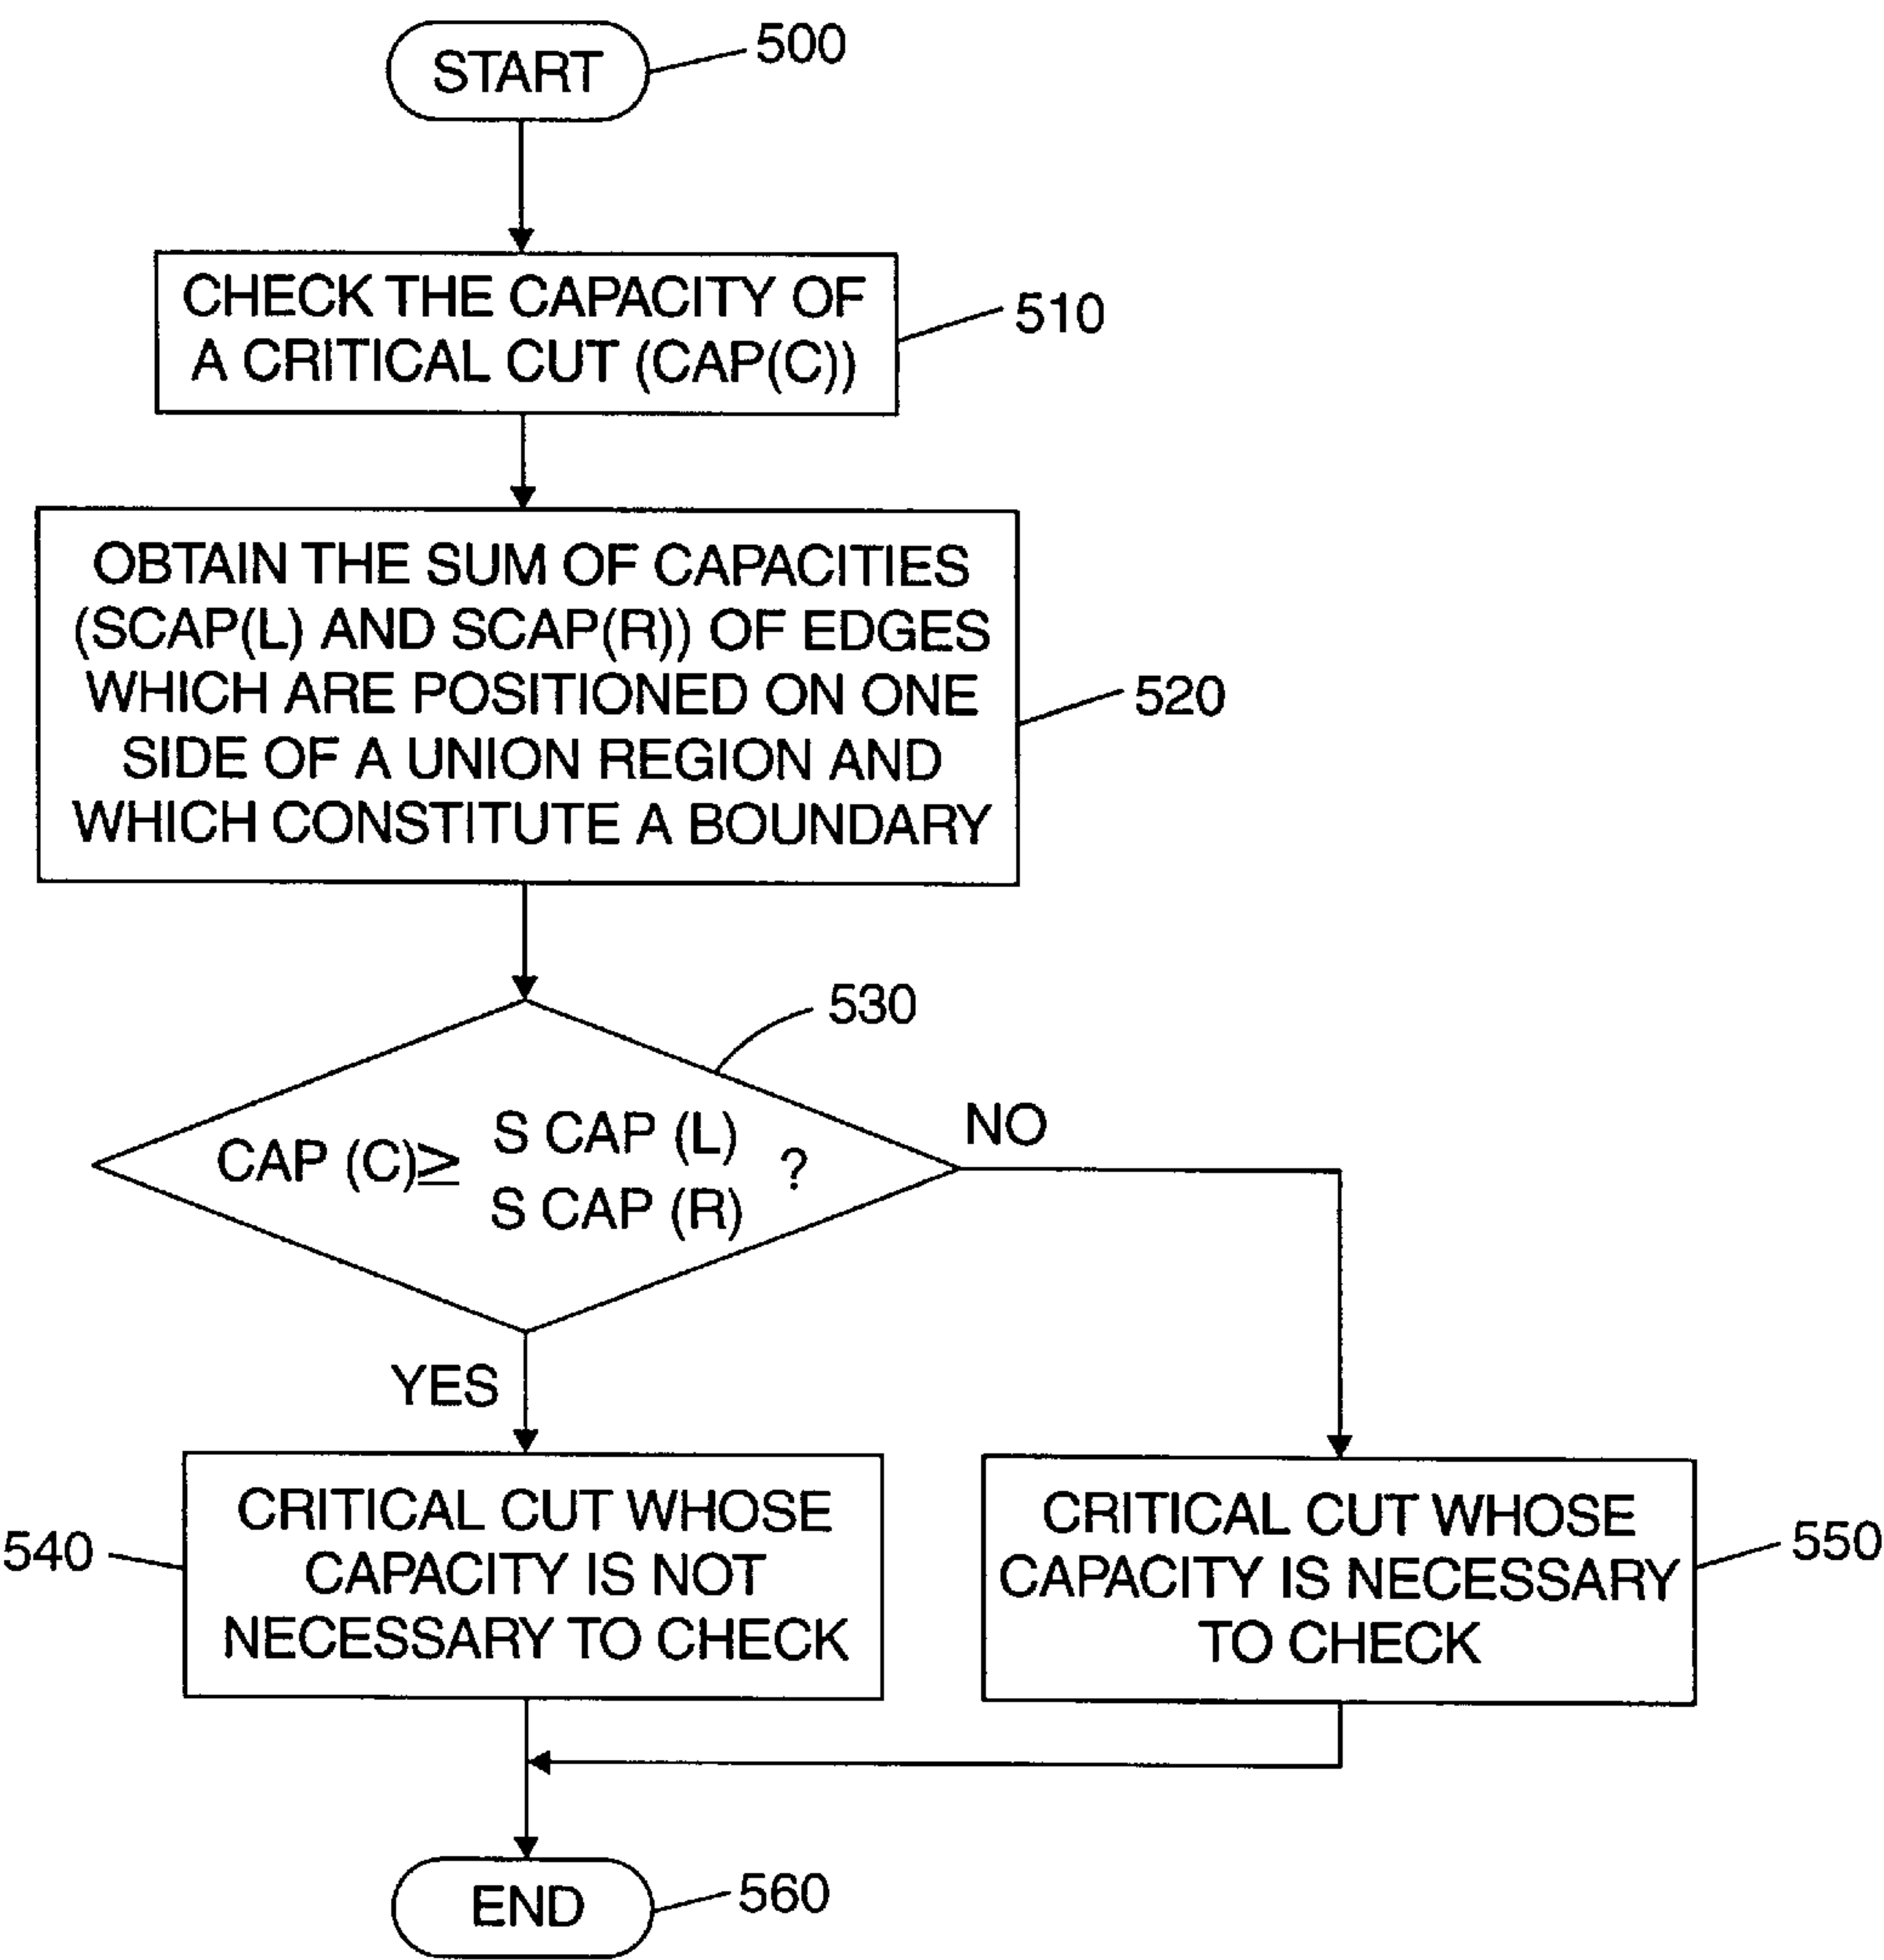 START
500
CHECK THE CAPACITY OF
A CRITICAL CUT (CAP(C))
510
OBTAIN THE SUM OF CAPACITIES
(SCAP(L) AND SCAP(R)) OF EDGES
WHICH ARE POSITIONED ON ONE
SIDE OF A UNION REGION AND
WHICH CONSTITUTE A BOUNDARY
520
530
CAP (C)≥
S CAP (L)
S CAP (R)
?
NO
YES
540
CRITICAL CUT WHOSE
CAPACITY IS NOT
NECESSARY TO CHECK
CRITICAL CUT WHOSE
CAPACITY IS NECESSARY
TO CHECK
550
END
560